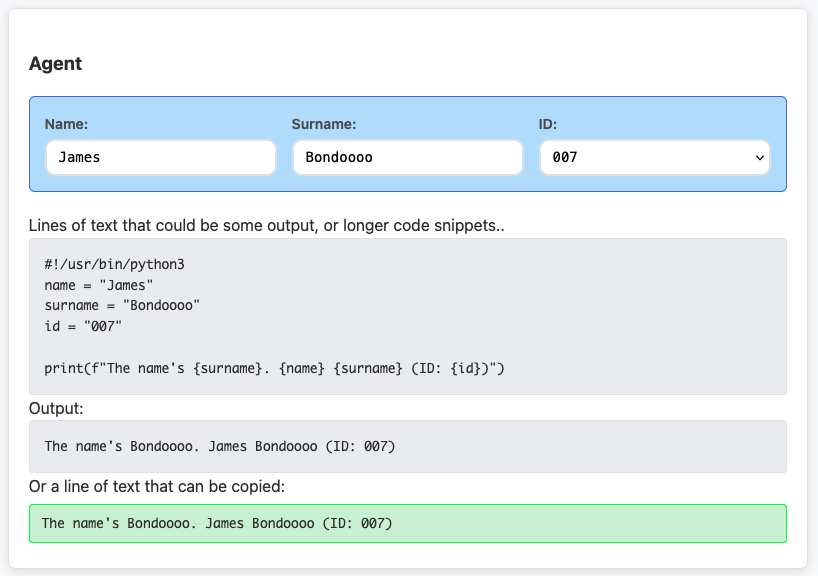 Agent
Name: Surname: ID:
James Bondoooo 007
Lines of text that could be some output, or longer code snippets..
#!/usr/bin/python3
name = "James"
surname = "Bondoooo"
id = "007"
print(f"The name's {surname}. {name} {surname} (ID: {id})")
Output:
The name's Bondoooo. James Bondoooo (ID: 007)
Or a line of text that can be copied:
The name's Bondoooo. James Bondoooo (ID: 007)